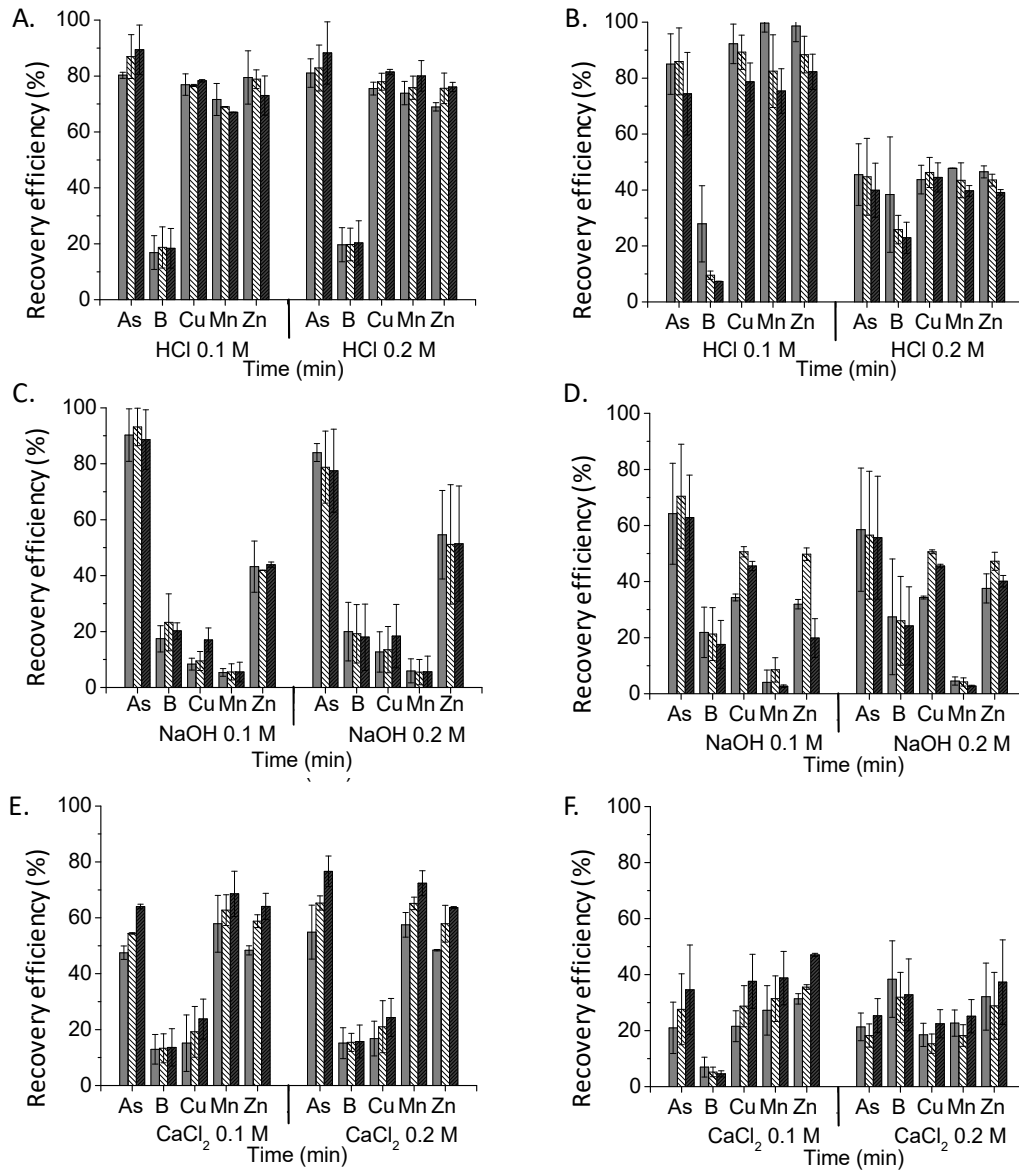 A.
Recovery efficiency (%)
100
80
60
40
20
0
As B Cu Mn Zn As B Cu Mn Zn
HCl 0.1 M HCl 0.2 M
Time (min)
B.
Recovery efficiency (%)
100
80
60
40
20
0
As B Cu Mn Zn As B Cu Mn Zn
HCl 0.1 M HCl 0.2 M
Time (min)
C.
Recovery efficiency (%)
100
80
60
40
20
0
As B Cu Mn Zn As B Cu Mn Zn
NaOH 0.1 M NaOH 0.2 M
Time (min)
D.
Recovery efficiency (%)
100
80
60
40
20
0
As B Cu Mn Zn As B Cu Mn Zn
NaOH 0.1 M NaOH 0.2 M
Time (min)
E.
Recovery efficiency (%)
100
80
60
40
20
0
As B Cu Mn Zn As B Cu Mn Zn
CaCl₂ 0.1 M CaCl₂ 0.2 M
Time (min)
F.
Recovery efficiency (%)
100
80
60
40
20
0
As B Cu Mn Zn As B Cu Mn Zn
CaCl₂ 0.1 M CaCl₂ 0.2 M
Time (min)